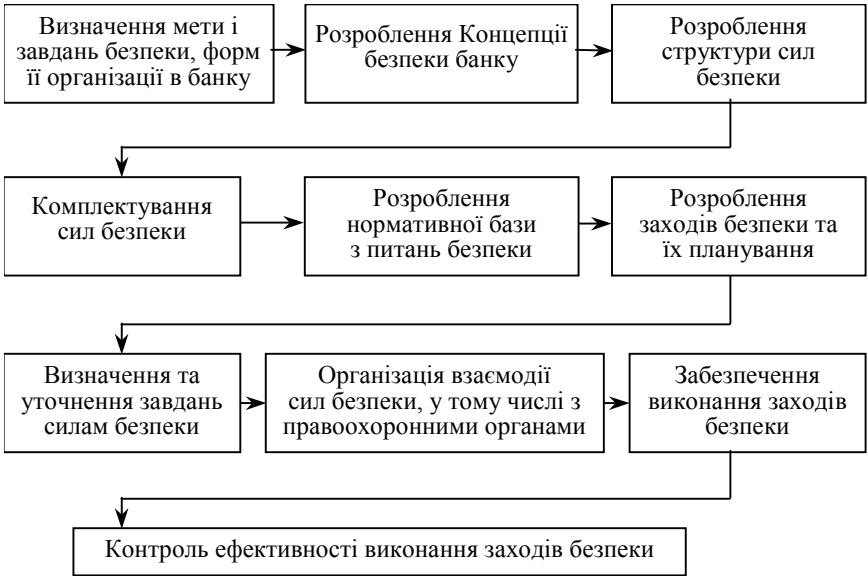 Визначення мети і
завдань безпеки, форм
її організації в банку
Розроблення Концепції
безпеки банку
Розроблення
структури сил
безпеки
Комплектування
сил безпеки
Розроблення
нормативної бази
з питань безпеки
Розроблення
заходів безпеки та
їх планування
Визначення та
уточнення завдань
силам безпеки
Організація взаємодії
сил безпеки, у тому числі з
правоохоронними органами
Забезпечення
виконання заходів
безпеки
Контроль ефективності виконання заходів безпеки